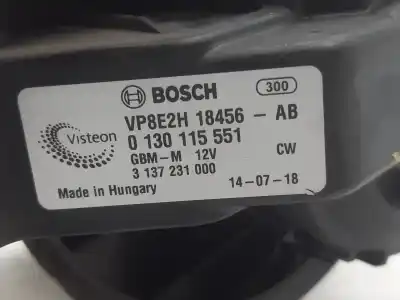 BOSCH
300
VP8E2H 18456 – AB
Visteon
0 130 115 551
GBM–M 12V
CW
3 137 231 000
Made in Hungary
14–07–18